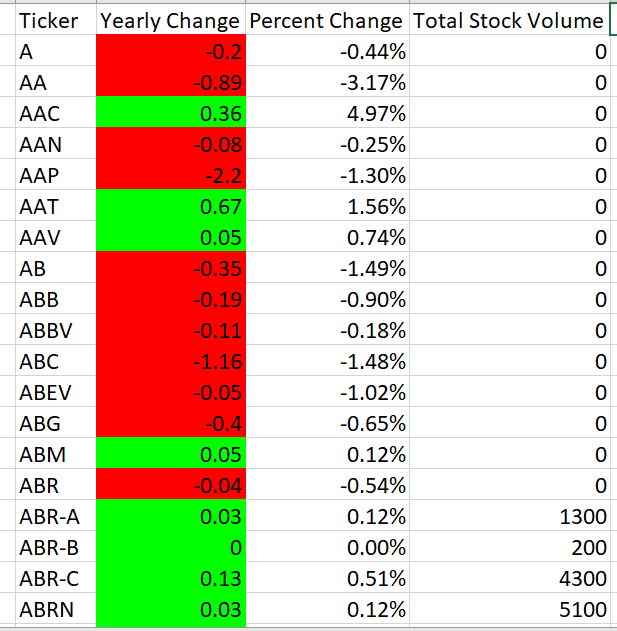 Ticker Yearly Change Percent Change Total Stock Volume
A -0.2 -0.44% 0
AA -0.89 -3.17% 0
AAC 0.36 4.97% 0
AAN -0.08 -0.25% 0
AAP -2.2 -1.30% 0
AAT 0.67 1.56% 0
AAV 0.05 0.74% 0
AB -0.35 -1.49% 0
ABB -0.19 -0.90% 0
ABBV -0.11 -0.18% 0
ABC -1.16 -1.48% 0
ABEV -0.05 -1.02% 0
ABG -0.4 -0.65% 0
ABM 0.05 0.12% 0
ABR -0.04 -0.54% 0
ABR-A 0.03 0.12% 1300
ABR-B 0 0.00% 200
ABR-C 0.13 0.51% 4300
ABRN 0.03 0.12% 5100